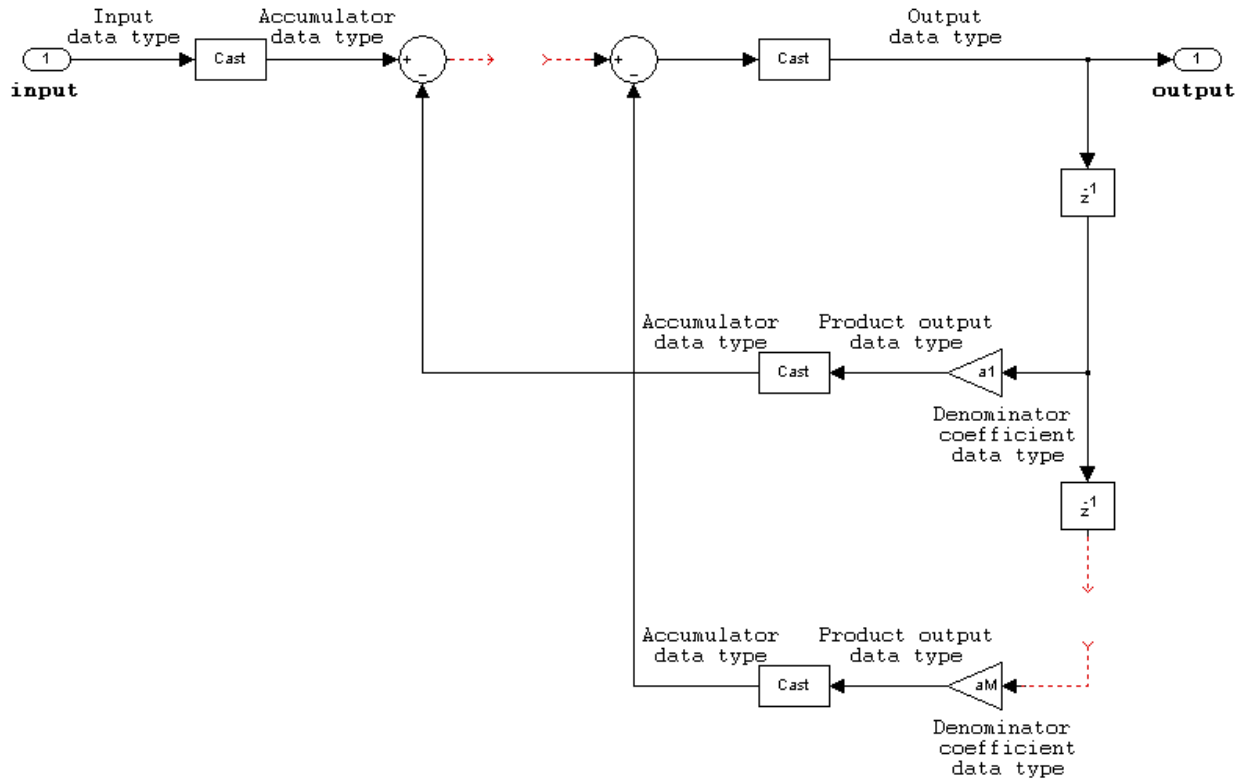 Input
data type
Accumulator
data type
Output
data type
1
Cast
+
−
+
−
Cast
1
input
output
z-1
Accumulator
data type
Product output
data type
Cast
a1
Denominator
coefficient
data type
z-1
Accumulator
data type
Product output
data type
Cast
aM
Denominator
coefficient
data type